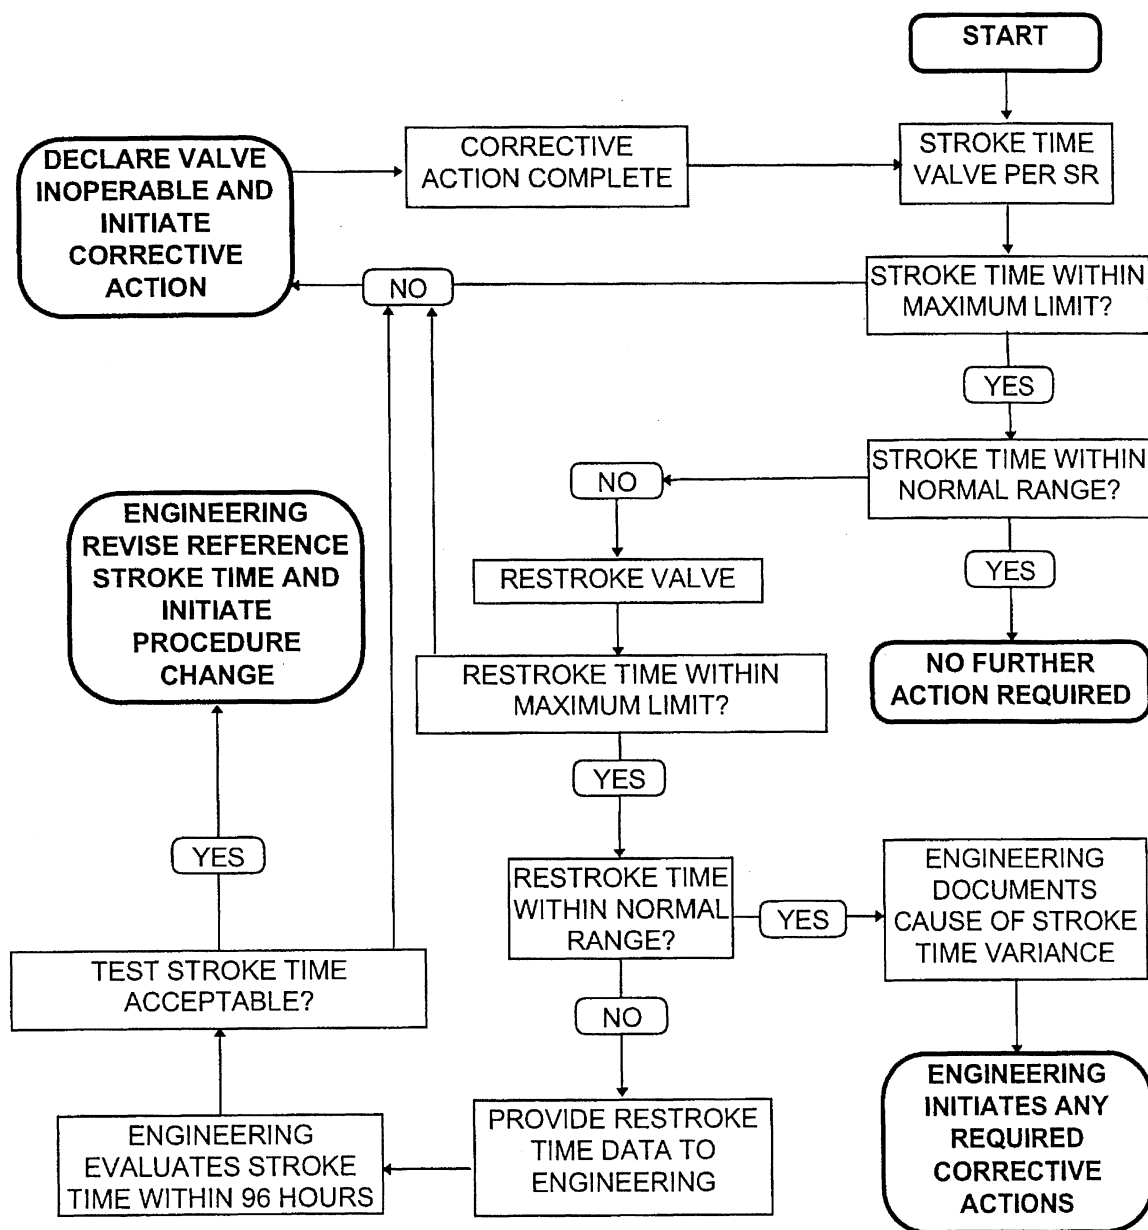 START
STROKE TIME
VALVE PER SR
CORRECTIVE
ACTION COMPLETE
DECLARE VALVE
INOPERABLE AND
INITIATE
CORRECTIVE
ACTION
NO
STROKE TIME WITHIN
MAXIMUM LIMIT?
YES
STROKE TIME WITHIN
NORMAL RANGE?
NO
YES
NO FURTHER
ACTION REQUIRED
RESTROKE VALVE
RESTROKE TIME WITHIN
MAXIMUM LIMIT?
YES
ENGINEERING
REVISE REFERENCE
STROKE TIME AND
INITIATE
PROCEDURE
CHANGE
YES
RESTROKE TIME
WITHIN NORMAL
RANGE?
YES
ENGINEERING
DOCUMENTS
CAUSE OF STROKE
TIME VARIANCE
TEST STROKE TIME
ACCEPTABLE?
NO
ENGINEERING
EVALUATES STROKE
TIME WITHIN 96 HOURS
PROVIDE RESTROKE
TIME DATA TO
ENGINEERING
ENGINEERING
INITIATES ANY
REQUIRED
CORRECTIVE
ACTIONS